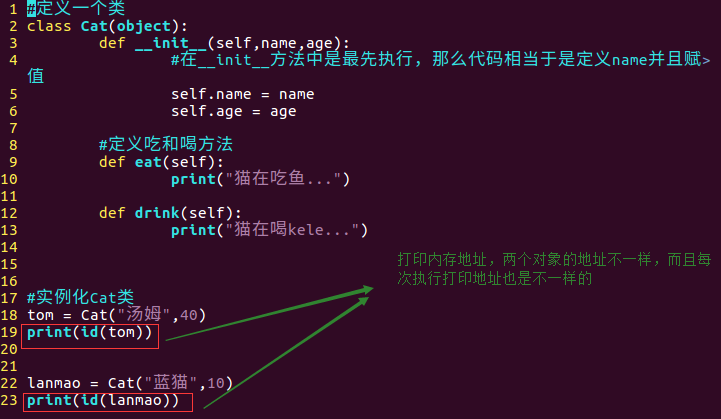 1 #定义一个类
2 class Cat(object):
3 def __init__(self,name,age):
4 #在__init__方法中是最先执行，那么代码相当于是定义name并且赋>
值
5 self.name = name
6 self.age = age
7
8 #定义吃和喝方法
9 def eat(self):
10 print("猫在吃鱼...")
11
12 def drink(self):
13 print("猫在喝kele...")
14
15
16
17 #实例化Cat类
18 tom = Cat("汤姆",40)
19 print(id(tom))
20
21
22 lanmao = Cat("蓝猫",10)
23 print(id(lanmao))
打印内存地址，两个对象的地址不一样，而且每
次执行打印地址也是不一样的